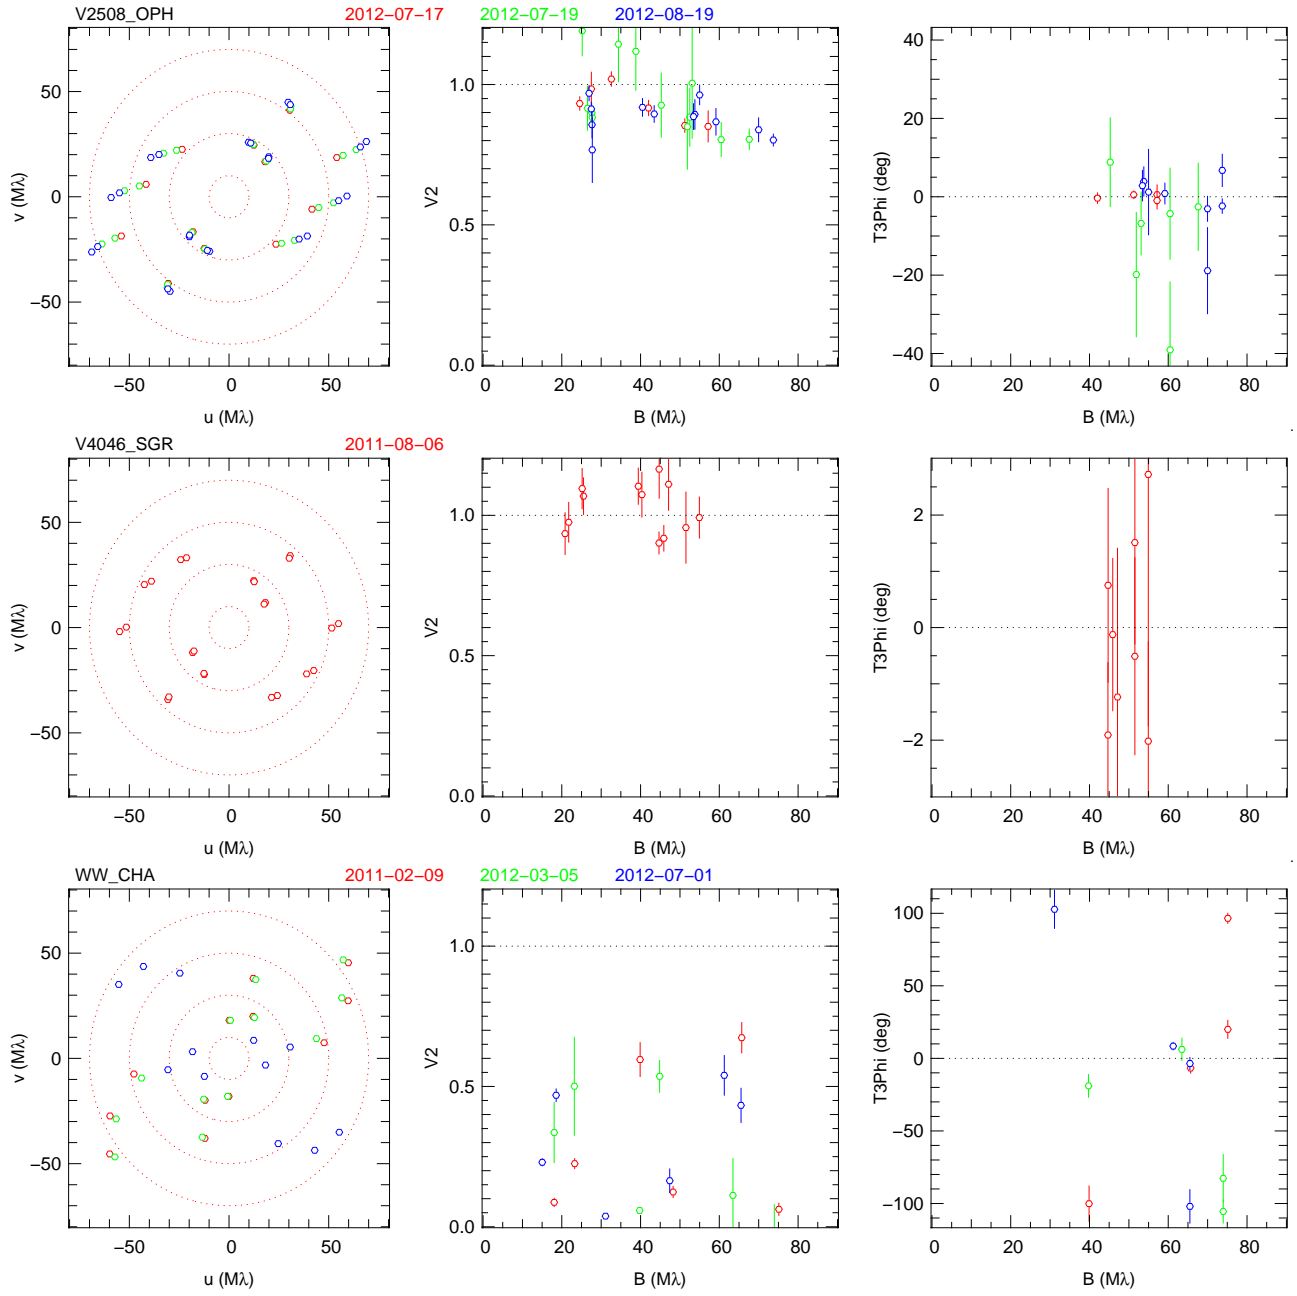 V2508_OPH 2012-07-17 2012-07-19 2012-08-19
50
0
−50
−50 0 50
v (Mλ)
u (Mλ)
1.0
0.5
0.0
0 20 40 60 80
V2
B (Mλ)
40
20
0
−20
−40
0 20 40 60 80
T3Phi (deg)
B (Mλ)
V4046_SGR 2011-08-06
50
0
−50
−50 0 50
v (Mλ)
u (Mλ)
1.0
0.5
0.0
0 20 40 60 80
V2
B (Mλ)
2
0
−2
0 20 40 60 80
T3Phi (deg)
B (Mλ)
WW_CHA 2011-02-09 2012-03-05 2012-07-01
50
0
−50
−50 0 50
v (Mλ)
u (Mλ)
1.0
0.5
0.0
0 20 40 60 80
V2
B (Mλ)
100
50
0
−50
−100
0 20 40 60 80
T3Phi (deg)
B (Mλ)